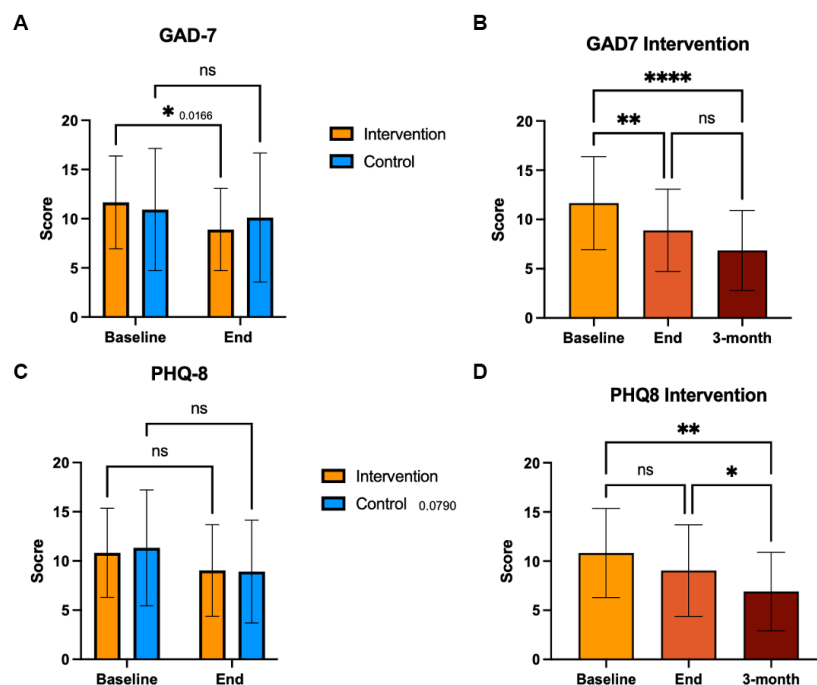 A
GAD-7
ns
* 0.0166
20
15
10
5
0
Score
Baseline
End
Intervention
Control
B
GAD7 Intervention
****
**
ns
20
15
10
5
0
Score
Baseline
End
3-month
C
PHQ-8
ns
ns
20
15
10
5
0
Socre
Baseline
End
Intervention
Control 0.0790
D
PHQ8 Intervention
**
ns
*
20
15
10
5
0
Score
Baseline
End
3-month